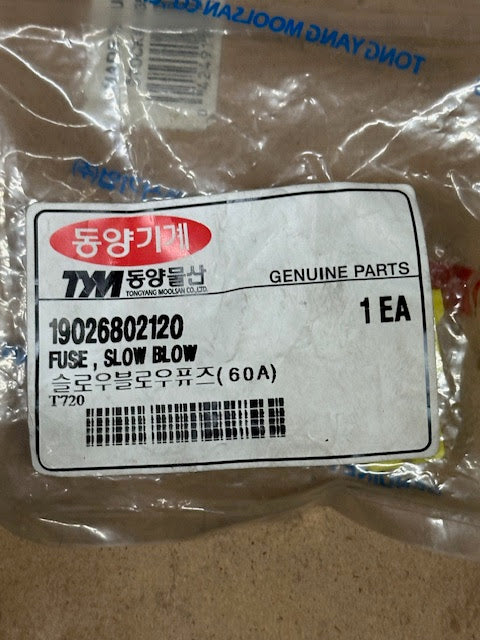 TONG YANG MOOLSAN CO.
동양기계
TYM 동양물산
TONGYANG MOOLSAN CO.,LTD.
GENUINE PARTS
19026802120
1 EA
FUSE, SLOW BLOW
슬로우블로우퓨즈(60A)
T720